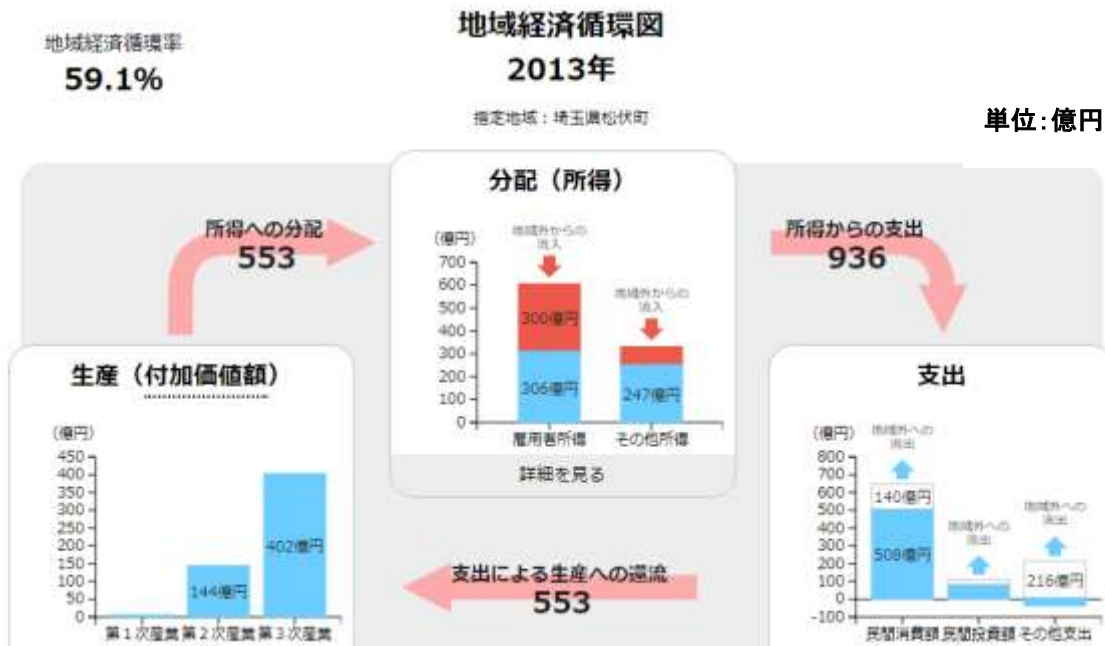 地域経済循環率
59.1%
地域経済循環図
2013年
指定地域：埼玉県松伏町
単位：億円
所得への分配
553
分配（所得）
(億円)
地域外からの
流入
地域外からの
流入
700
600
500
400
300
200
100
0
300億円
306億円
247億円
雇用者所得 その他所得
詳細を見る
所得からの支出
936
生産（付加価値額）
(億円)
450
400
350
300
250
200
150
100
50
0
144億円
402億円
第1次産業 第2次産業 第3次産業
支出による生産への還流
553
支出
(億円)
地域外への
流出
地域外への
流出
地域外への
流出
800
700
600
500
400
300
200
100
0
-100
140億円
508億円
216億円
民間消費額 民間投資額 その他支出